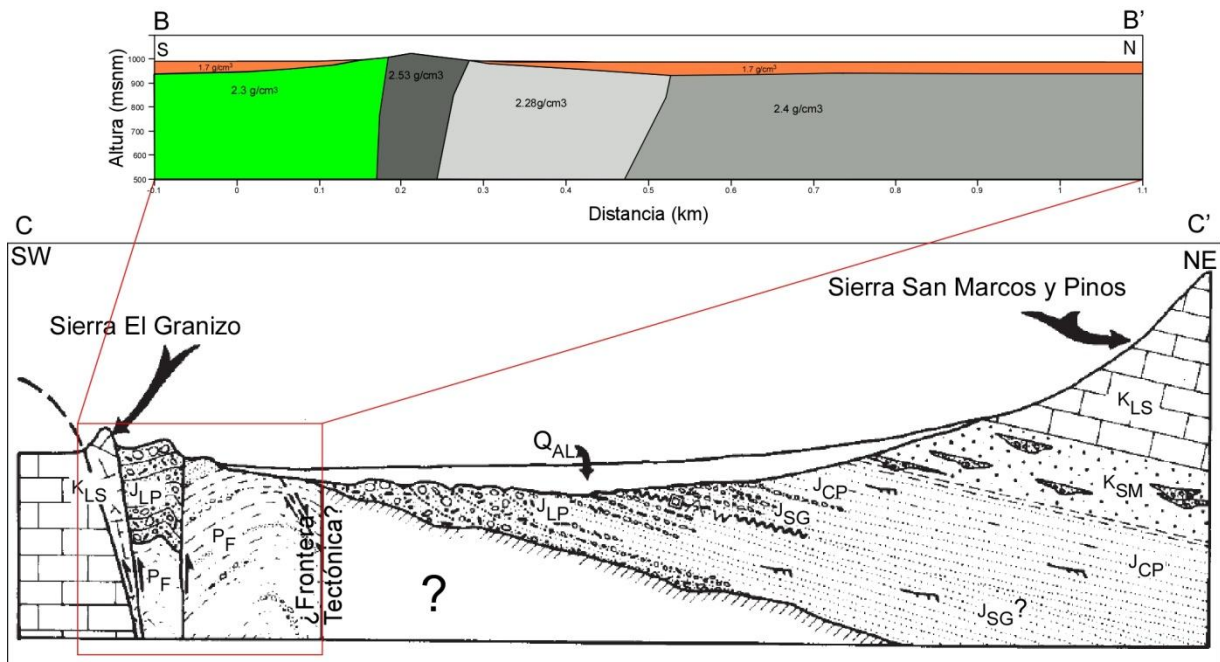 B
B'
S
N
Altura (msnm)
1000
900
800
700
600
500
1.7 g/cm3
2.3 g/cm3
2.53 g/cm3
2.28g/cm3
1.7 g/cm3
2.4 g/cm3
-0.1
0
0.1
0.2
0.3
0.4
0.5
0.6
0.7
0.8
0.9
1
1.1
Distancia (km)
C
C'
SW
NE
Sierra El Granizo
Sierra San Marcos y Pinos
QAL
KLS
JLP
PF
PF
¿Frontera
Tectónica?
?
JLP
JSG
JCP
KLS
KSM
JCP
JSG?